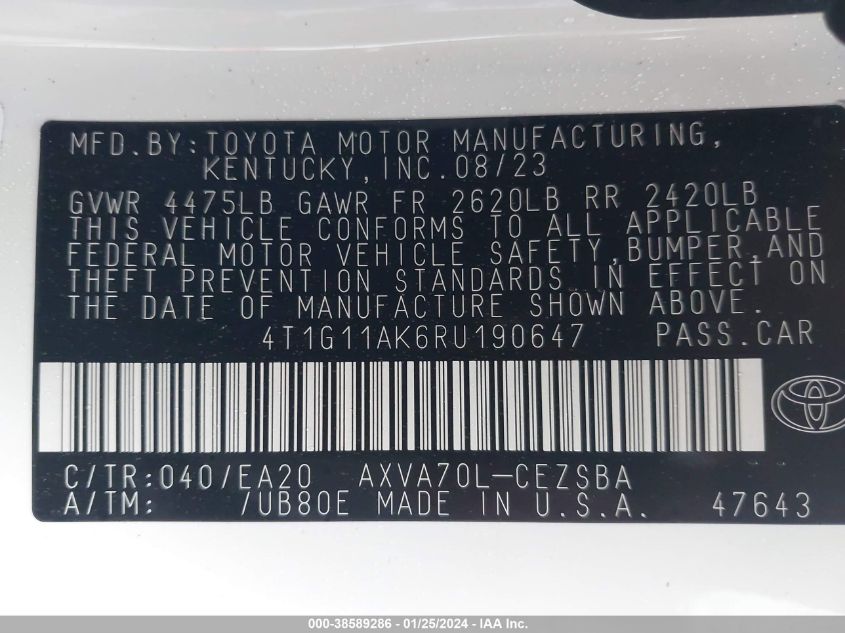 MFD.BY:TOYOTA MOTOR MANUFACTURING,
KENTUCKY,INC.08/23
GVWR 4475LB GAWR FR 2620LB RR 2420LB
THIS VEHICLE CONFORMS TO ALL APPLICABLE
FEDERAL MOTOR VEHICLE SAFETY,BUMPER,AND
THEFT PREVENTION STANDARDS IN EFFECT ON
THE DATE OF MANUFACTURE SHOWN ABOVE.
4T1G11AK6RU190647 PASS.CAR
C/TR:040/EA20 AXVA70L-CEZSBA
A/TM: /UB80E MADE IN U.S.A. 47643
000-38589286 - 01/25/2024 - IAA Inc.